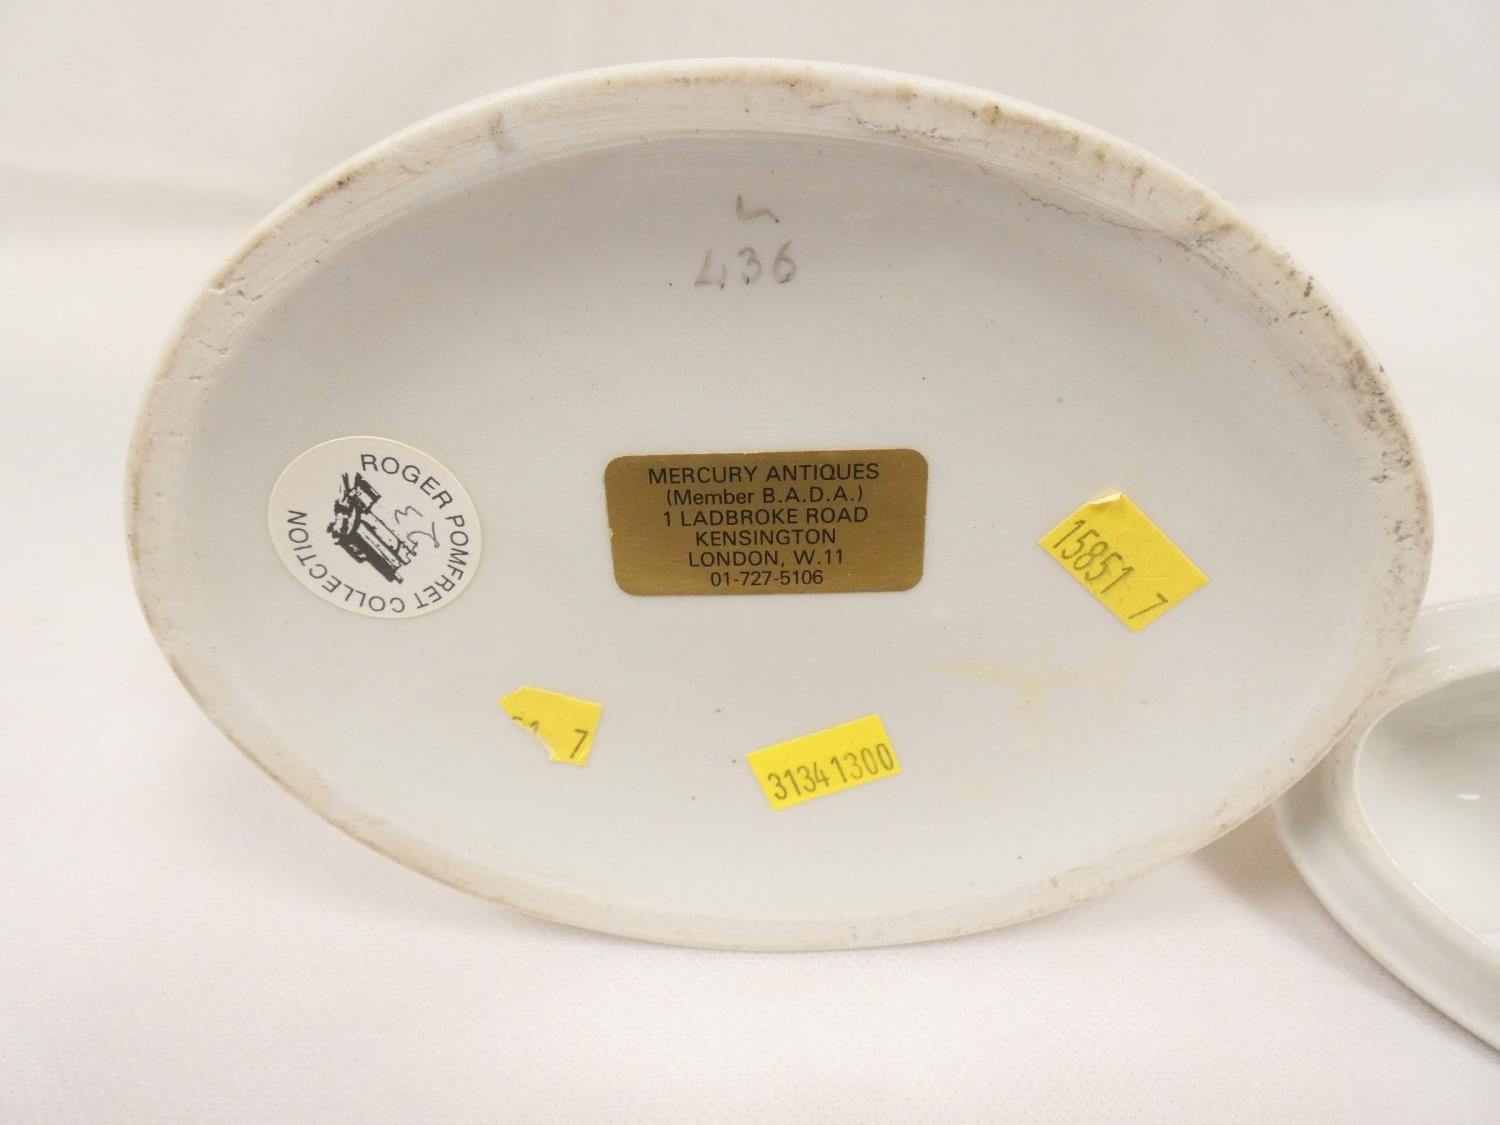 436
ROGER POMFRET COLLECTION
23
MERCURY ANTIQUES
(Member B.A.D.A.)
1 LADBROKE ROAD
KENSINGTON
LONDON, W.11
01-727-5106
15851 7
7
31341300